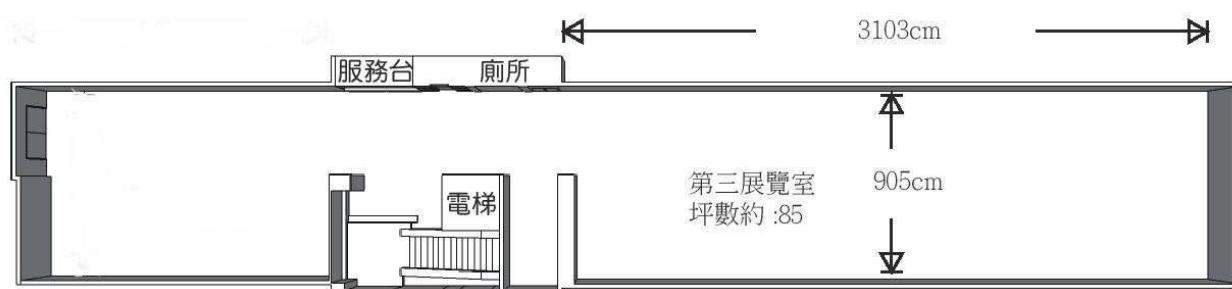 3103cm
服務台
廁所
第三展覽室
905cm
坪數約 :85
電梯